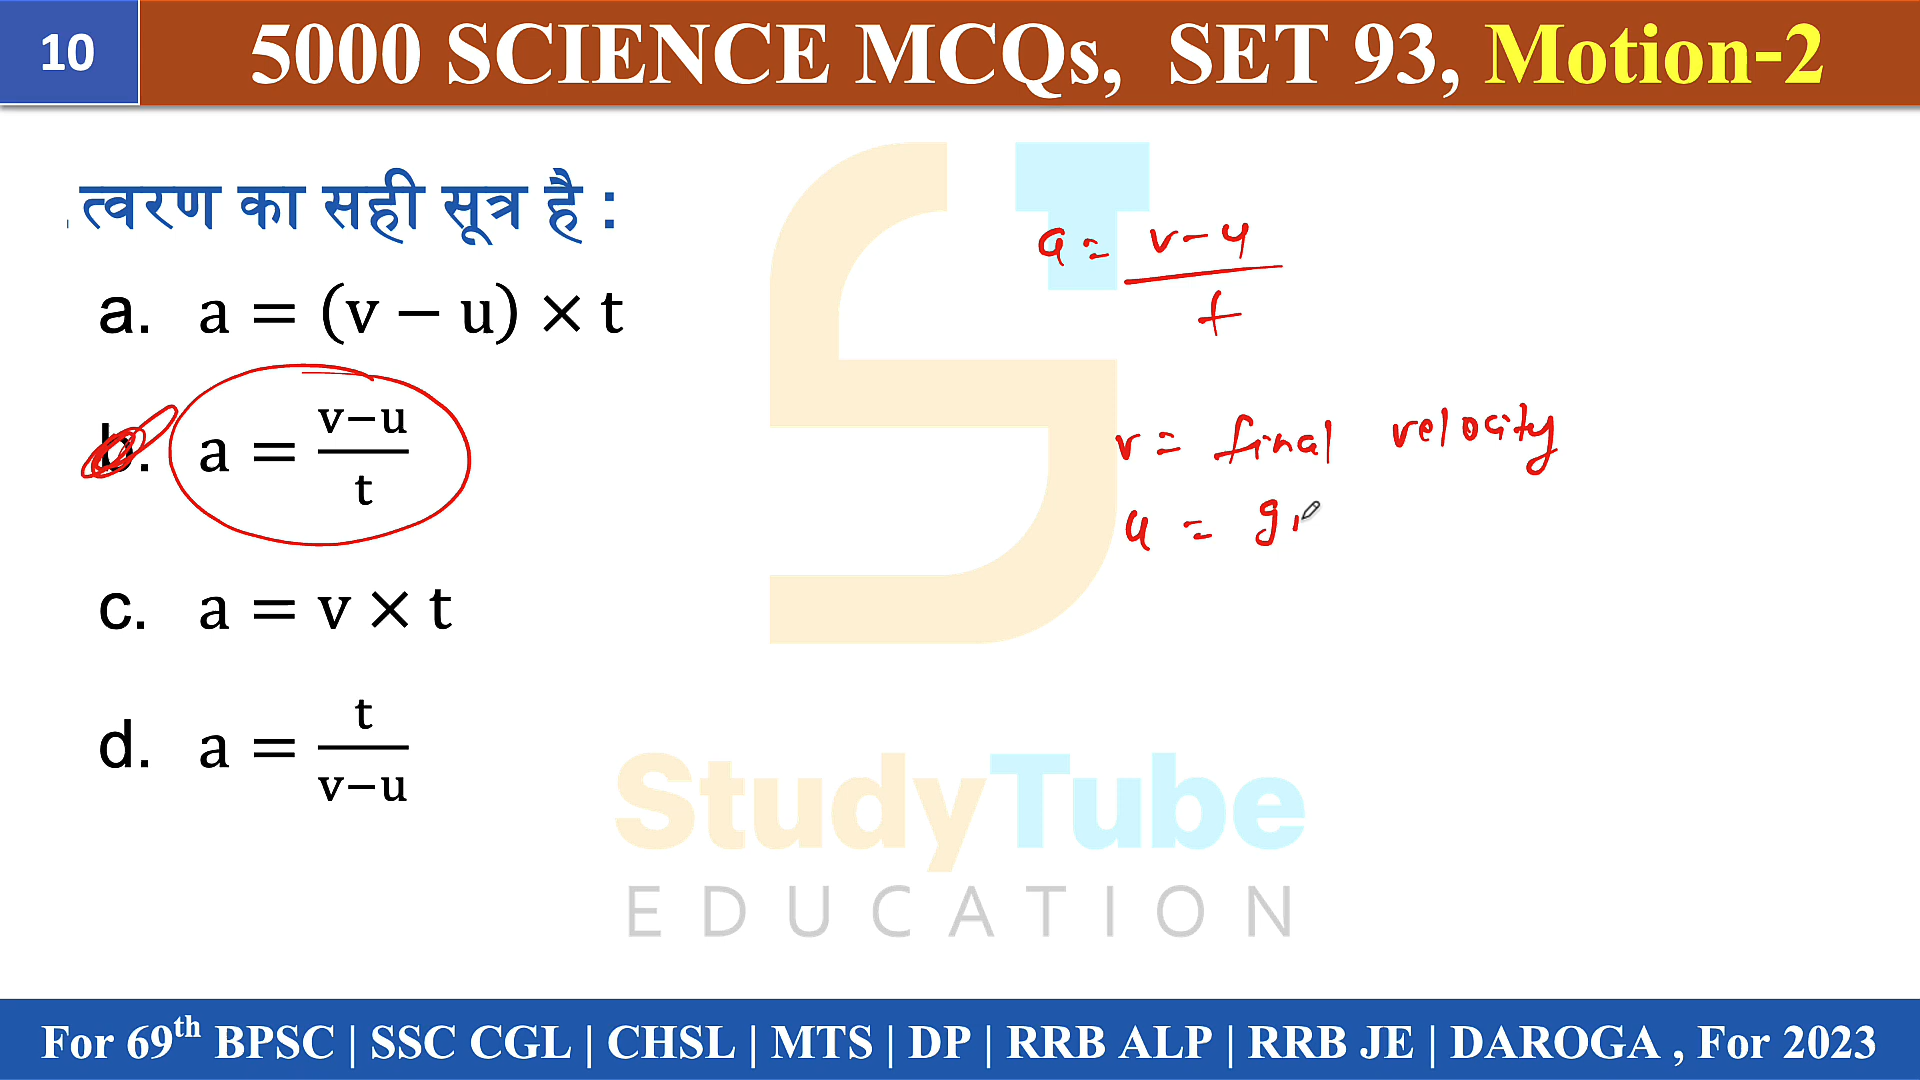 10
5000 SCIENCE MCQs, SET 93, Motion-2
त्वरण का सही सूत्र है :
a. a = (v − u) × t
b. a = v−u / t
c. a = v × t
d. a = t / v−u
a = v-u / t
v = final velocity
u =
StudyTube
EDUCATION
For 69th BPSC | SSC CGL | CHSL | MTS | DP | RRB ALP | RRB JE | DAROGA , For 2023